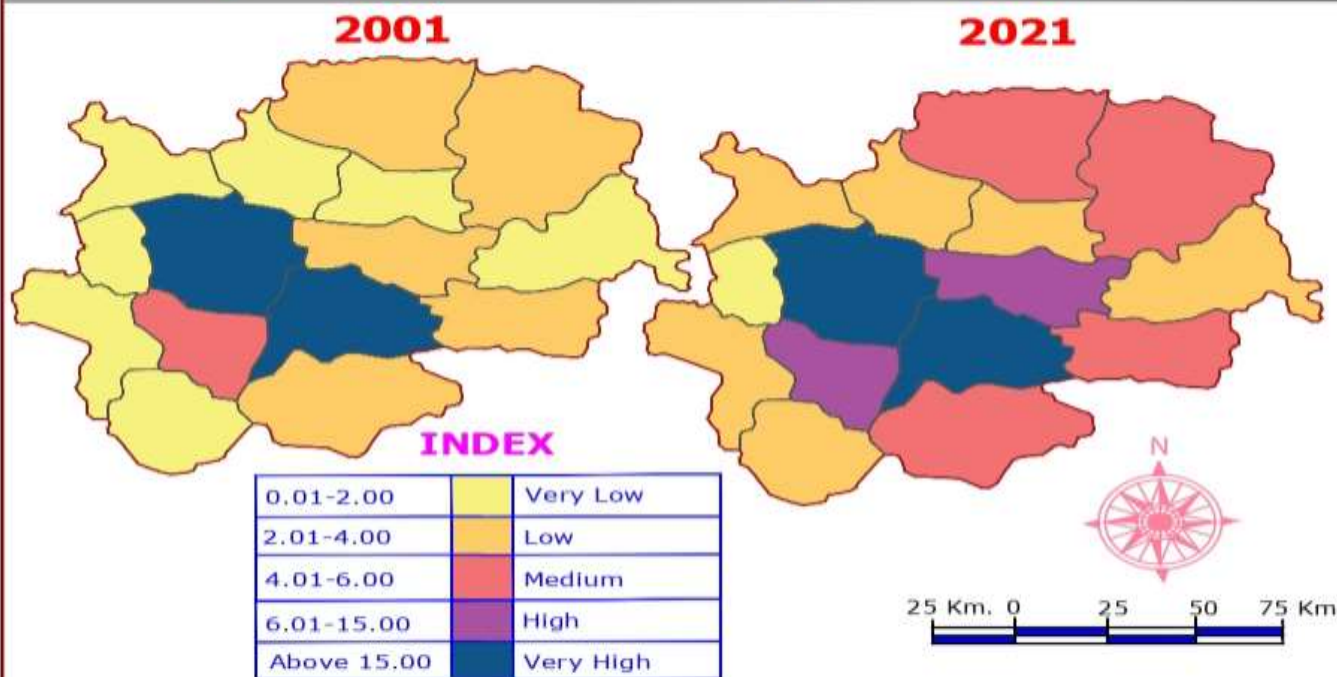 2001
2021
INDEX
0.01-2.00 Very Low
2.01-4.00 Low
4.01-6.00 Medium
6.01-15.00 High
Above 15.00 Very High
N
25 Km. 0 25 50 75 Km